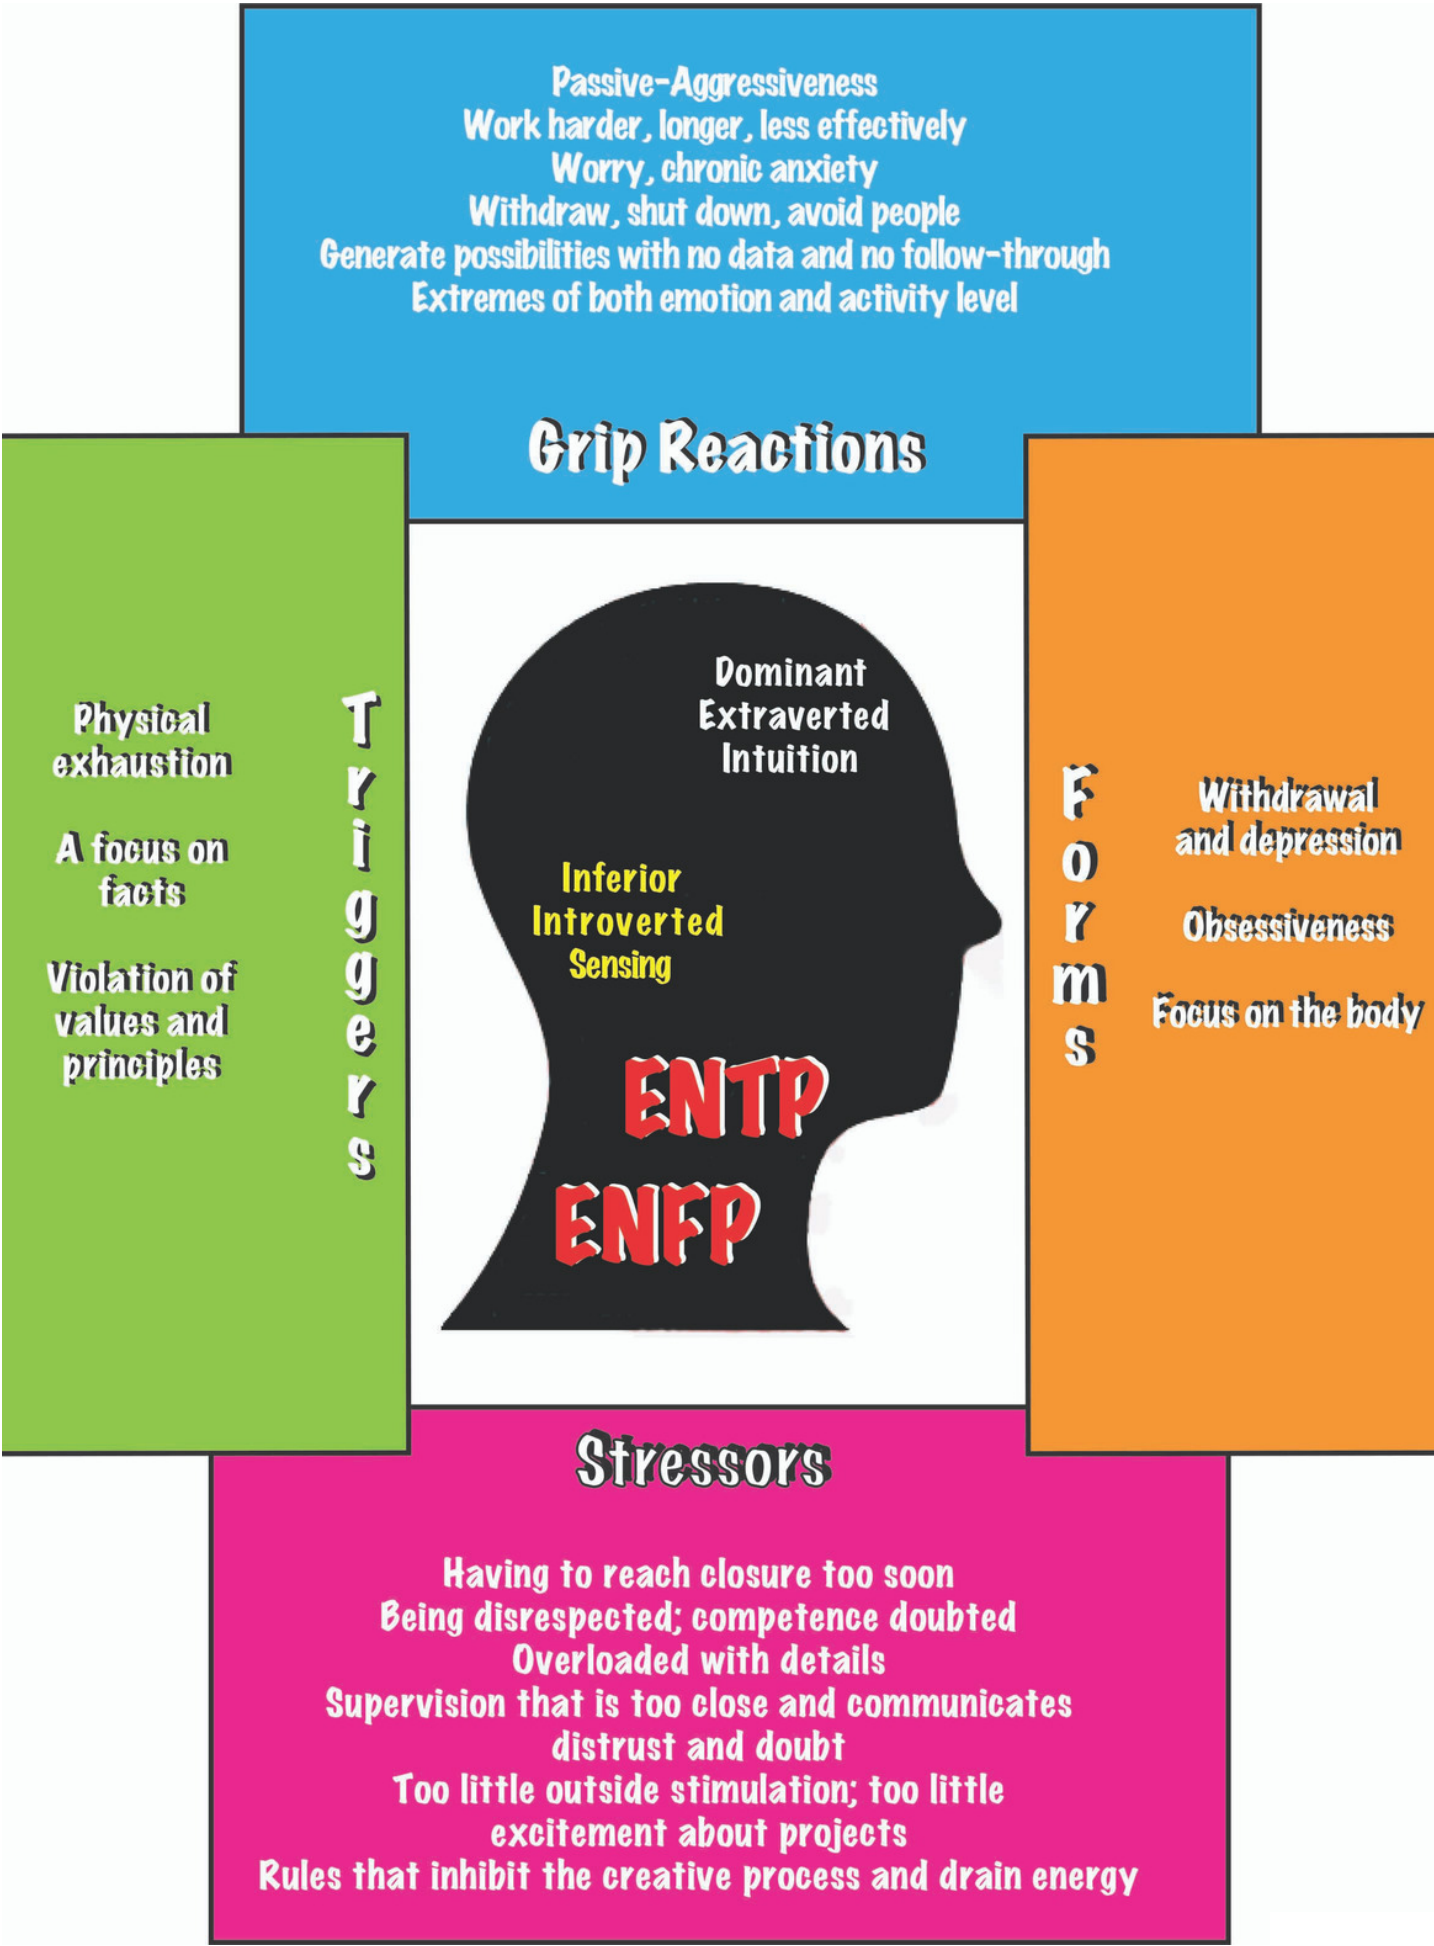 Passive-Aggressiveness
Work harder, longer, less effectively
Worry, chronic anxiety
Withdraw, shut down, avoid people
Generate possibilities with no data and no follow-through
Extremes of both emotion and activity level
Grip Reactions
Physical
exhaustion
A focus on
facts
Violation of
values and
principles
Triggers
Dominant
Extraverted
Intuition
Inferior
Introverted
Sensing
ENTP
ENFP
Forms
Withdrawal
and depression
Obsessiveness
Focus on the body
Stressors
Having to reach closure too soon
Being disrespected; competence doubted
Overloaded with details
Supervision that is too close and communicates
distrust and doubt
Too little outside stimulation; too little
excitement about projects
Rules that inhibit the creative process and drain energy